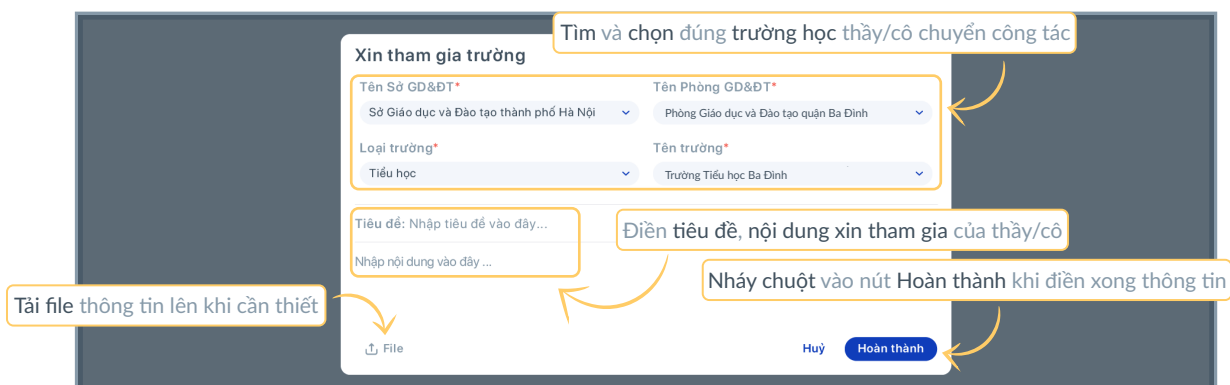 Tìm và chọn đúng trường học thầy/cô chuyển công tác
Xin tham gia trường
Tên Sở GD&ĐT*
Tên Phòng GD&ĐT*
Sở Giáo dục và Đào tạo thành phố Hà Nội
Phòng Giáo dục và Đào tạo quận Ba Đình
Loại trường*
Tên trường*
Tiểu học
Trường Tiểu học Ba Đình
Tiêu đề: Nhập tiêu đề vào đây...
Điền tiêu đề, nội dung xin tham gia của thầy/cô
Nhập nội dung vào đây ...
Nháy chuột vào nút Hoàn thành khi điền xong thông tin
Tải file thông tin lên khi cần thiết
File
Huỷ
Hoàn thành